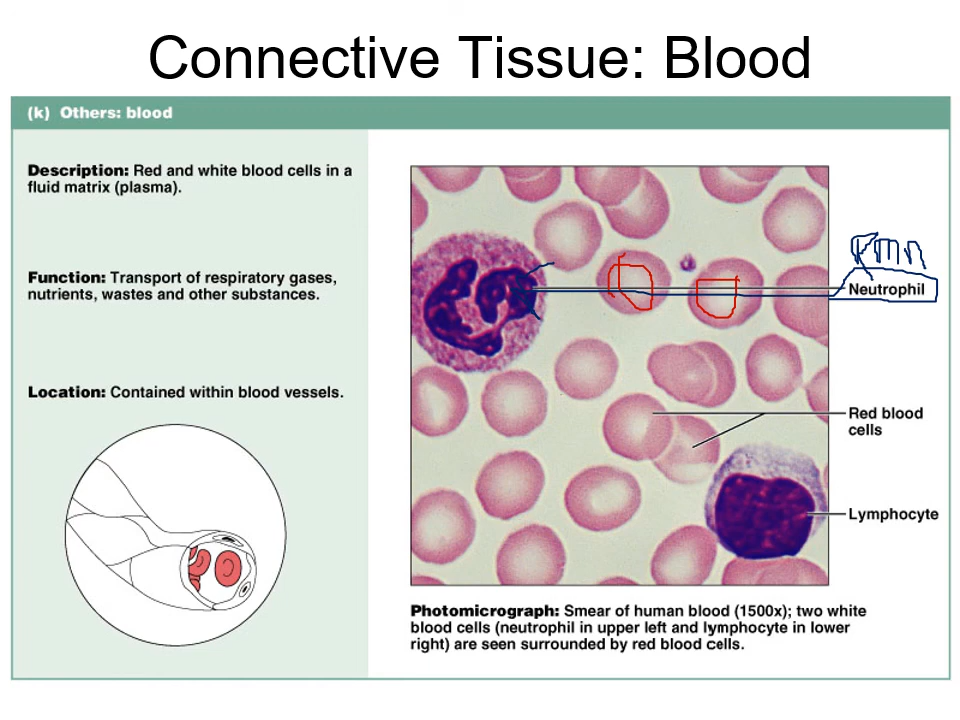 Connective Tissue: Blood
(k) Others: blood
Description: Red and white blood cells in a
fluid matrix (plasma).
Function: Transport of respiratory gases,
nutrients, wastes and other substances.
Location: Contained within blood vessels.
Neutrophil
Red blood
cells
Lymphocyte
Photomicrograph: Smear of human blood (1500x); two white
blood cells (neutrophil in upper left and lymphocyte in lower
right) are seen surrounded by red blood cells.